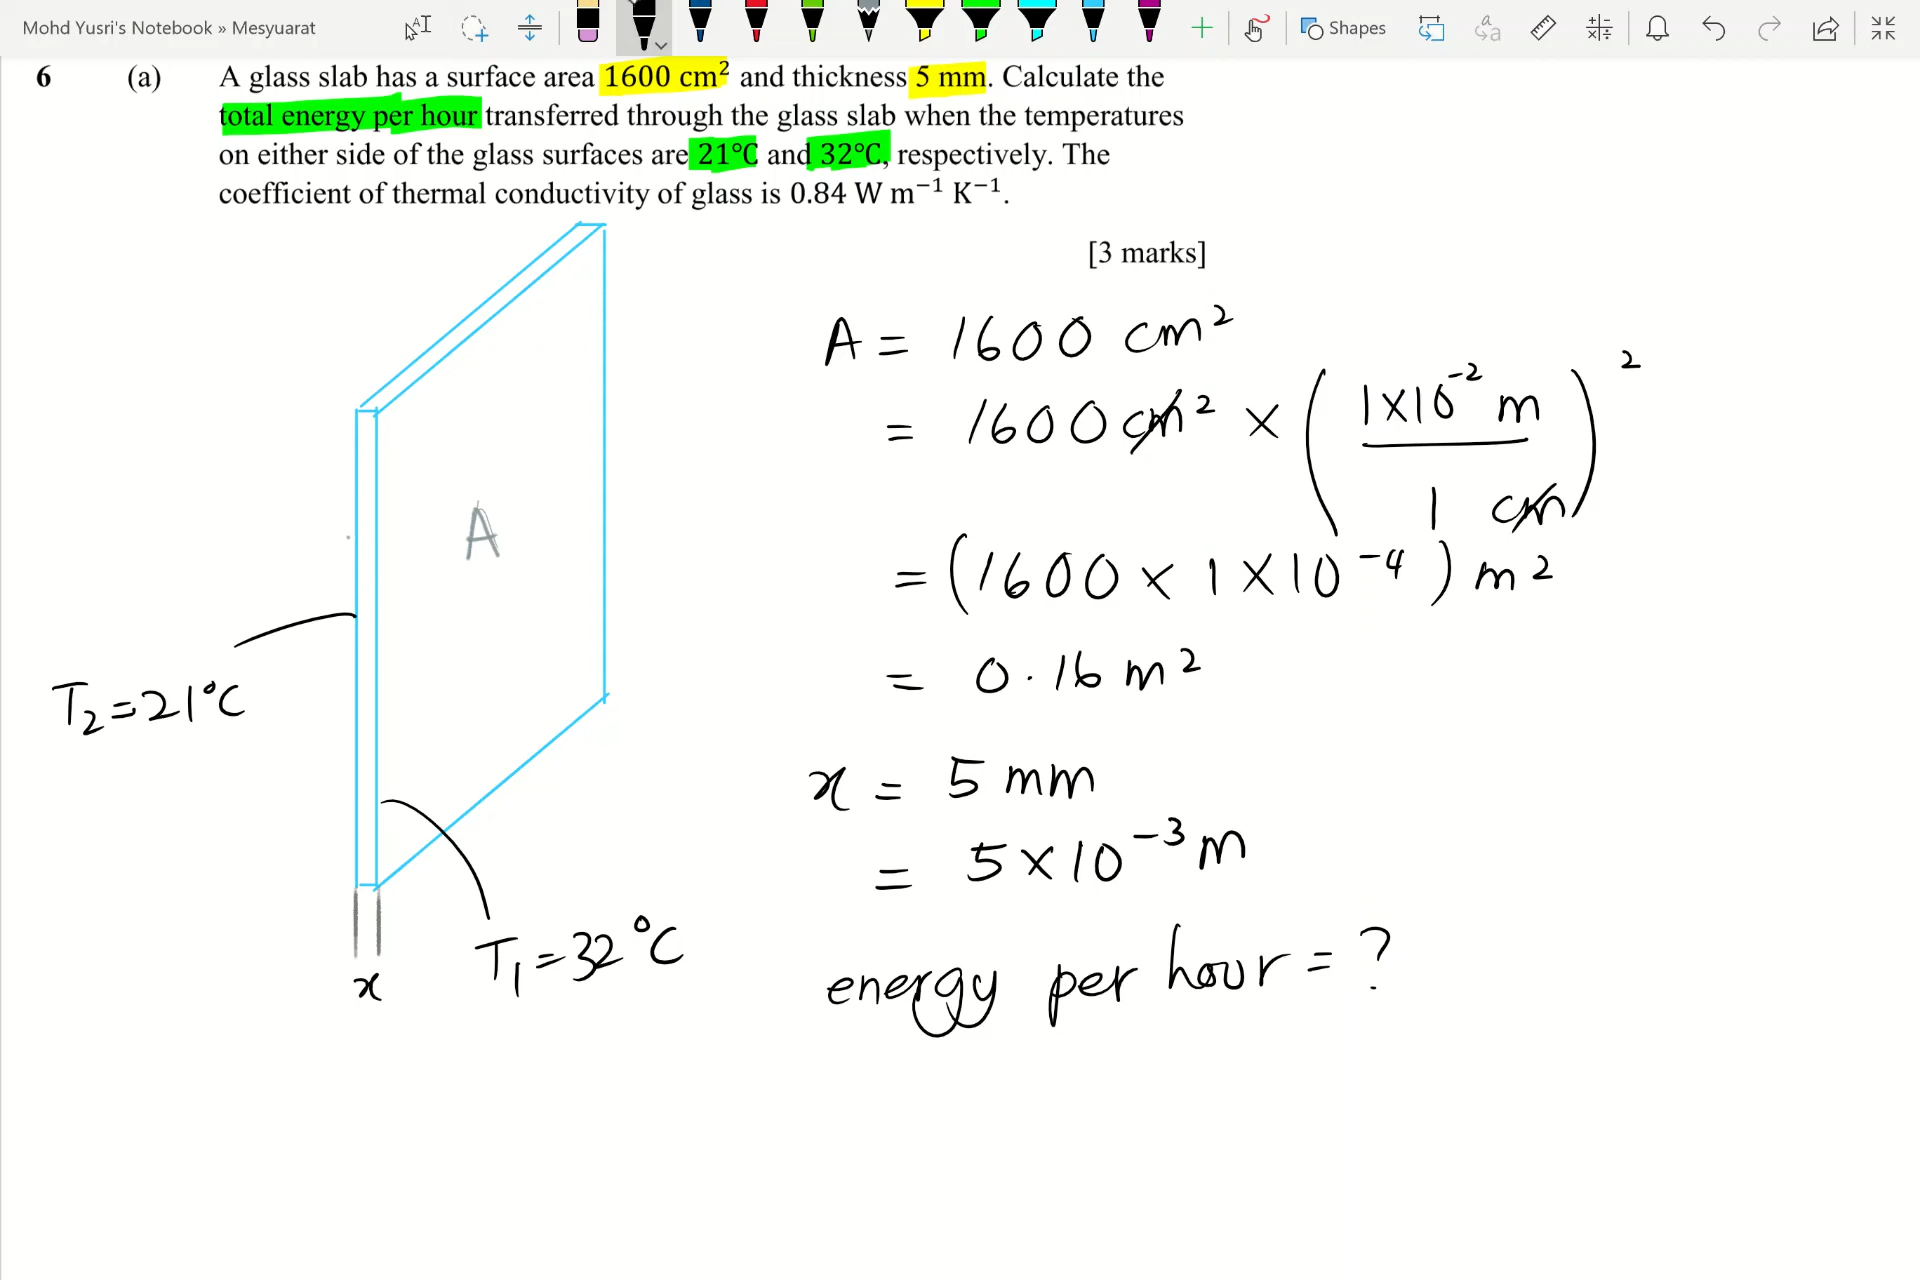 Mohd Yusri's Notebook » Mesyuarat
Shapes
6 (a) A glass slab has a surface area 1600 cm² and thickness 5 mm. Calculate the
total energy per hour transferred through the glass slab when the temperatures
on either side of the glass surfaces are 21°C and 32°C, respectively. The
coefficient of thermal conductivity of glass is 0.84 W m⁻¹ K⁻¹.
[3 marks]
A = 1600 cm²
= 1600 cm² × (1×10⁻² m / 1 cm)²
= (1600 × 1 × 10⁻⁴) m²
= 0.16 m²
x = 5 mm
= 5×10⁻³ m
energy per hour = ?
A
T₂ = 21°C
T₁ = 32°C
x